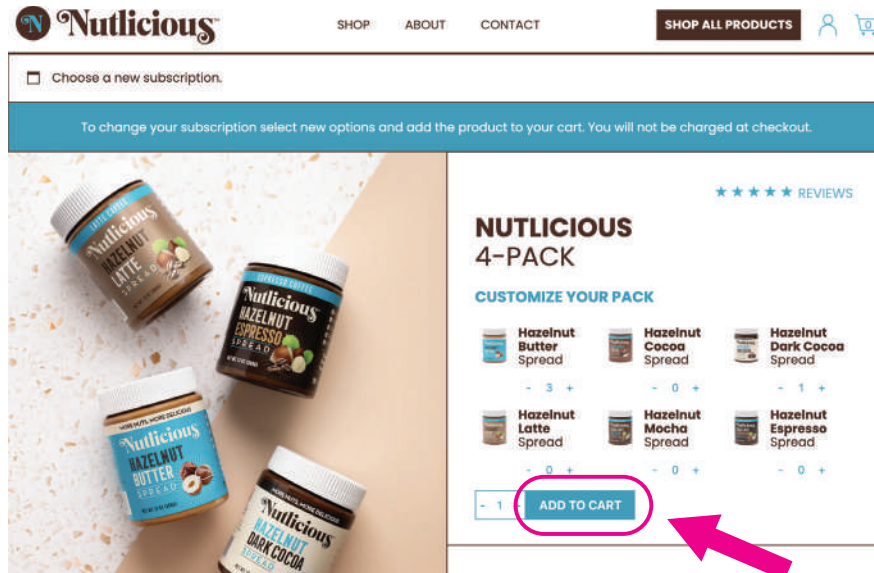 N Nutlicious™ SHOP ABOUT CONTACT SHOP ALL PRODUCTS 0
Choose a new subscription.
To change your subscription select new options and add the product to your cart. You will not be charged at checkout.
LATTE COFFEE
Nutlicious
HAZELNUT
LATTE
SPREAD
ESPRESSO COFFEE
Nutlicious
HAZELNUT
ESPRESSO
SPREAD
MORE NUTS, MORE DELICIOUS
Nutlicious
HAZELNUT
BUTTER
SPREAD
MORE NUTS, MORE DELICIOUS
Nutlicious
HAZELNUT
DARK COCOA
SPREAD
★★★★★ REVIEWS
NUTLICIOUS
4-PACK
CUSTOMIZE YOUR PACK
Hazelnut Hazelnut Hazelnut
Butter Cocoa Dark Cocoa
Spread Spread Spread
- 3 + - 0 + - 1 +
Hazelnut Hazelnut Hazelnut
Latte Mocha Espresso
Spread Spread Spread
- 0 + - 0 + - 0 +
- 1 + ADD TO CART